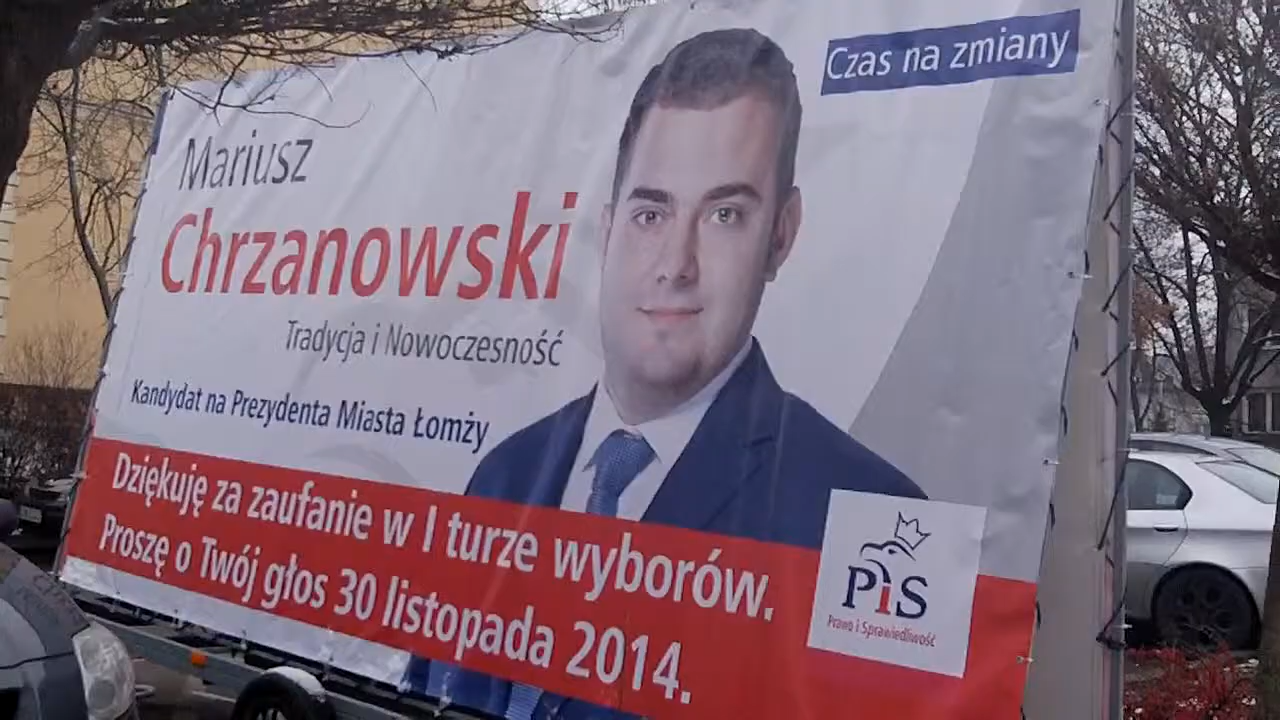 Czas na zmiany
Mariusz
Chrzanowski
Tradycja i Nowoczesność
Kandydat na Prezydenta Miasta Łomży
Dziękuję za zaufanie w I turze wyborów.
Proszę o Twój głos 30 listopada 2014.
PiS
Prawo i Sprawiedliwość